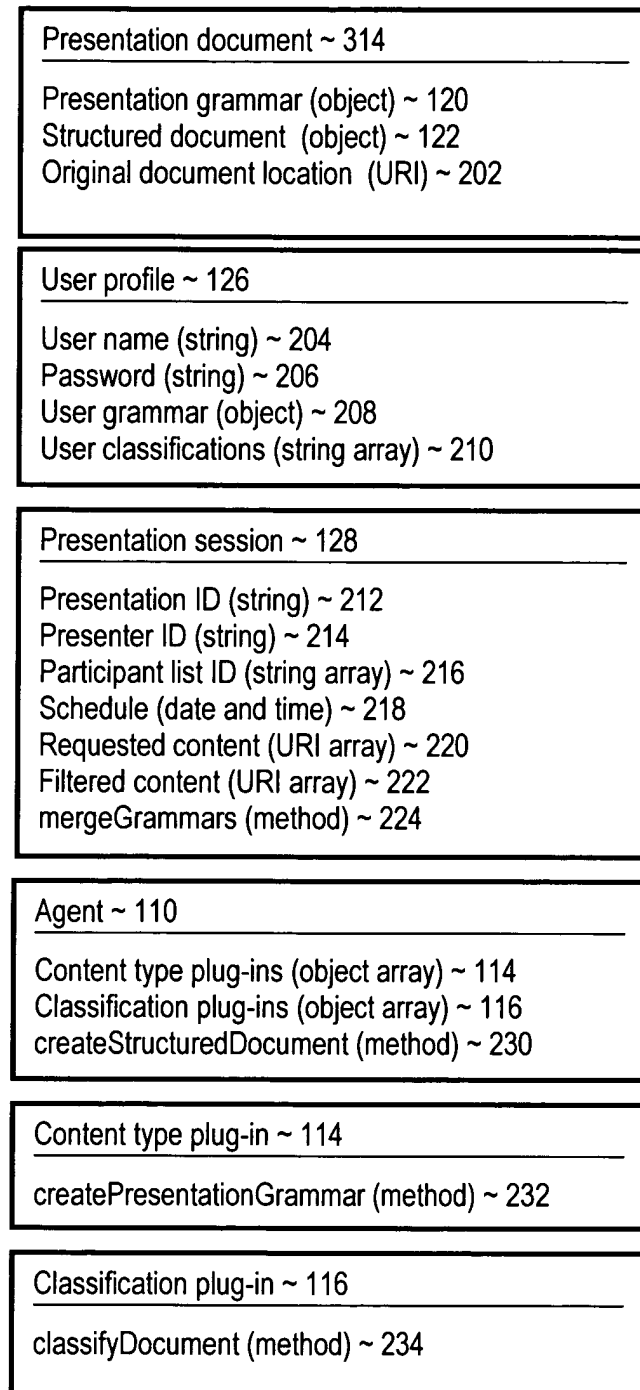 Presentation document ~ 314
Presentation grammar (object) ~ 120
Structured document (object) ~ 122
Original document location (URI) ~ 202
User profile ~ 126
User name (string) ~ 204
Password (string) ~ 206
User grammar (object) ~ 208
User classifications (string array) ~ 210
Presentation session ~ 128
Presentation ID (string) ~ 212
Presenter ID (string) ~ 214
Participant list ID (string array) ~ 216
Schedule (date and time) ~ 218
Requested content (URI array) ~ 220
Filtered content (URI array) ~ 222
mergeGrammars (method) ~ 224
Agent ~ 110
Content type plug-ins (object array) ~ 114
Classification plug-ins (object array) ~ 116
createStructuredDocument (method) ~ 230
Content type plug-in ~ 114
createPresentationGrammar (method) ~ 232
Classification plug-in ~ 116
classifyDocument (method) ~ 234